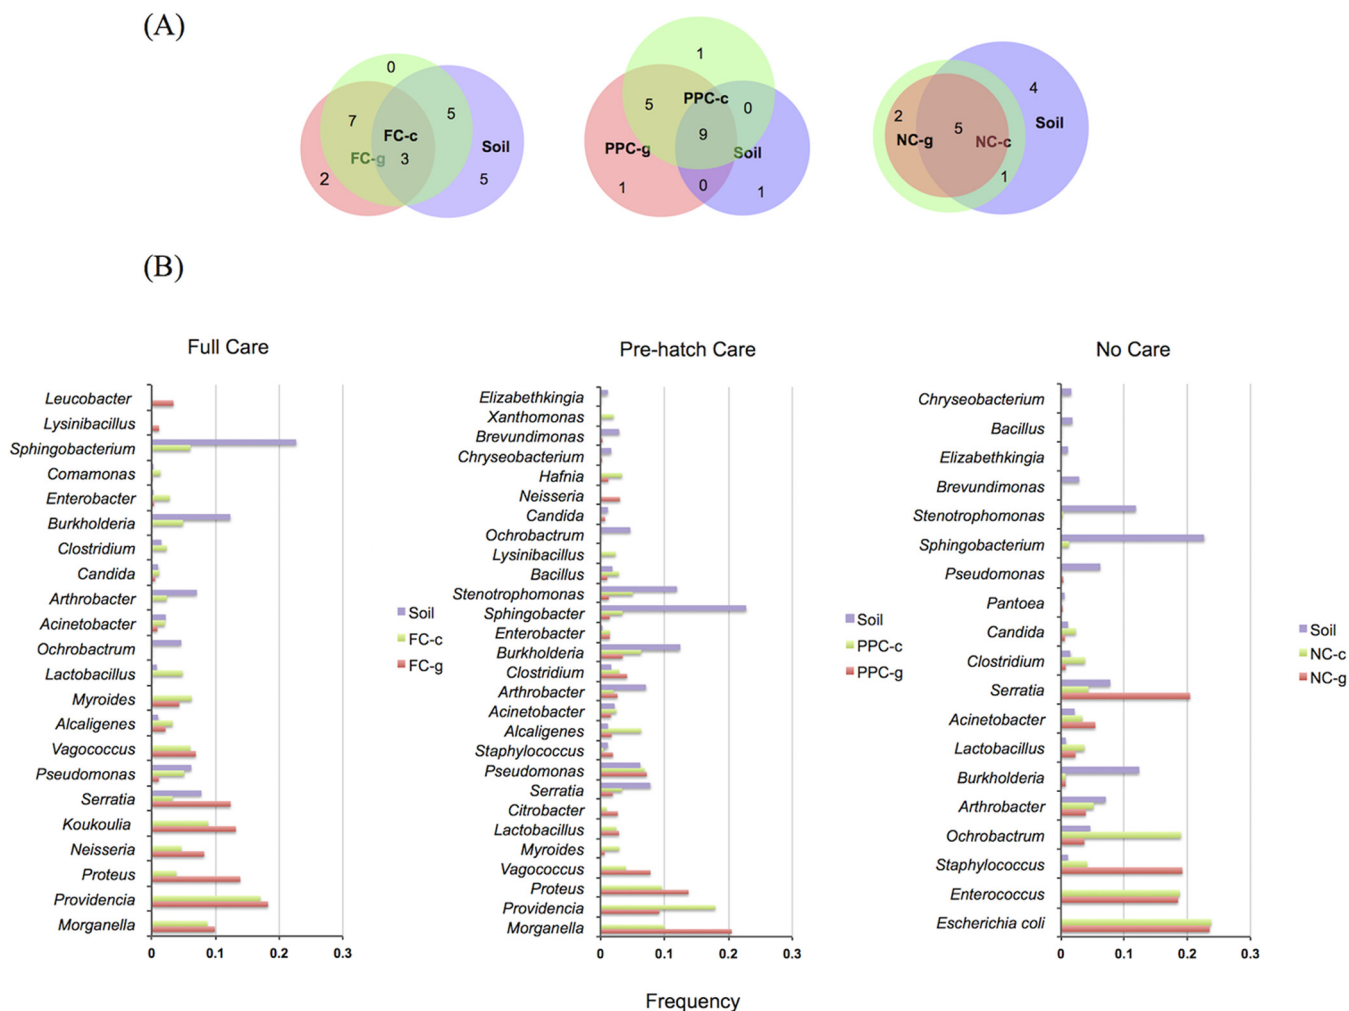 (A)
0
7
5
FC-c
FC-g
3
Soil
2
5
1
5
PPC-c
0
9
PPC-g
Soil
1
0
1
4
2
Soil
NC-g
5
NC-c
1
(B)
Full Care
Leucobacter
Lysinibacillus
Sphingobacterium
Comamonas
Enterobacter
Burkholderia
Clostridium
Candida
Arthrobacter
Acinetobacter
Ochrobactrum
Lactobacillus
Myroides
Alcaligenes
Vagococcus
Pseudomonas
Serratia
Koukoulia
Neisseria
Proteus
Providencia
Morganella
0 0.1 0.2 0.3
Soil
FC-c
FC-g
Pre-hatch Care
Elizabethkingia
Xanthomonas
Brevundimonas
Chryseobacterium
Hafnia
Neisseria
Candida
Ochrobactrum
Lysinibacillus
Bacillus
Stenotrophomonas
Sphingobacter
Enterobacter
Burkholderia
Clostridium
Arthrobacter
Acinetobacter
Alcaligenes
Staphylococcus
Pseudomonas
Serratia
Citrobacter
Lactobacillus
Myroides
Vagococcus
Proteus
Providencia
Morganella
0 0.1 0.2 0.3
Soil
PPC-c
PPC-g
No Care
Chryseobacterium
Bacillus
Elizabethkingia
Brevundimonas
Stenotrophomonas
Sphingobacterium
Pseudomonas
Pantoea
Candida
Clostridium
Serratia
Acinetobacter
Lactobacillus
Burkholderia
Arthrobacter
Ochrobactrum
Staphylococcus
Enterococcus
Escherichia coli
0 0.1 0.2 0.3
Soil
NC-c
NC-g
Frequency